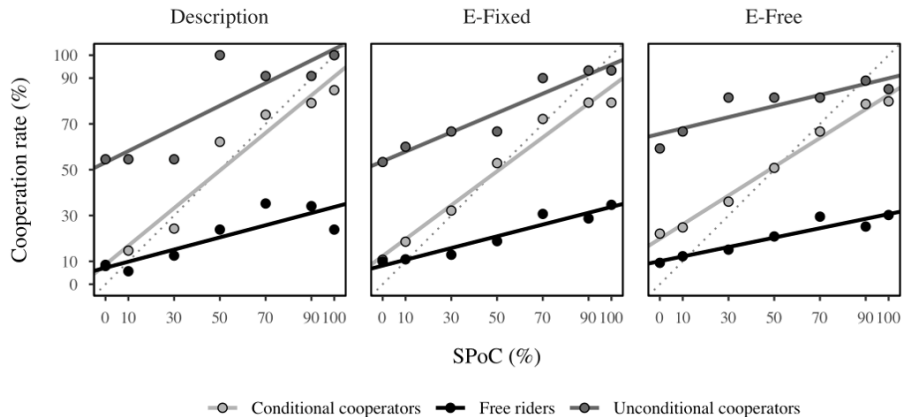 Description E-Fixed E-Free
Cooperation rate (%)
100
90
70
50
30
10
0
0 10 30 50 70 90 100 0 10 30 50 70 90 100 0 10 30 50 70 90 100
SPoC (%)
Conditional cooperators Free riders Unconditional cooperators